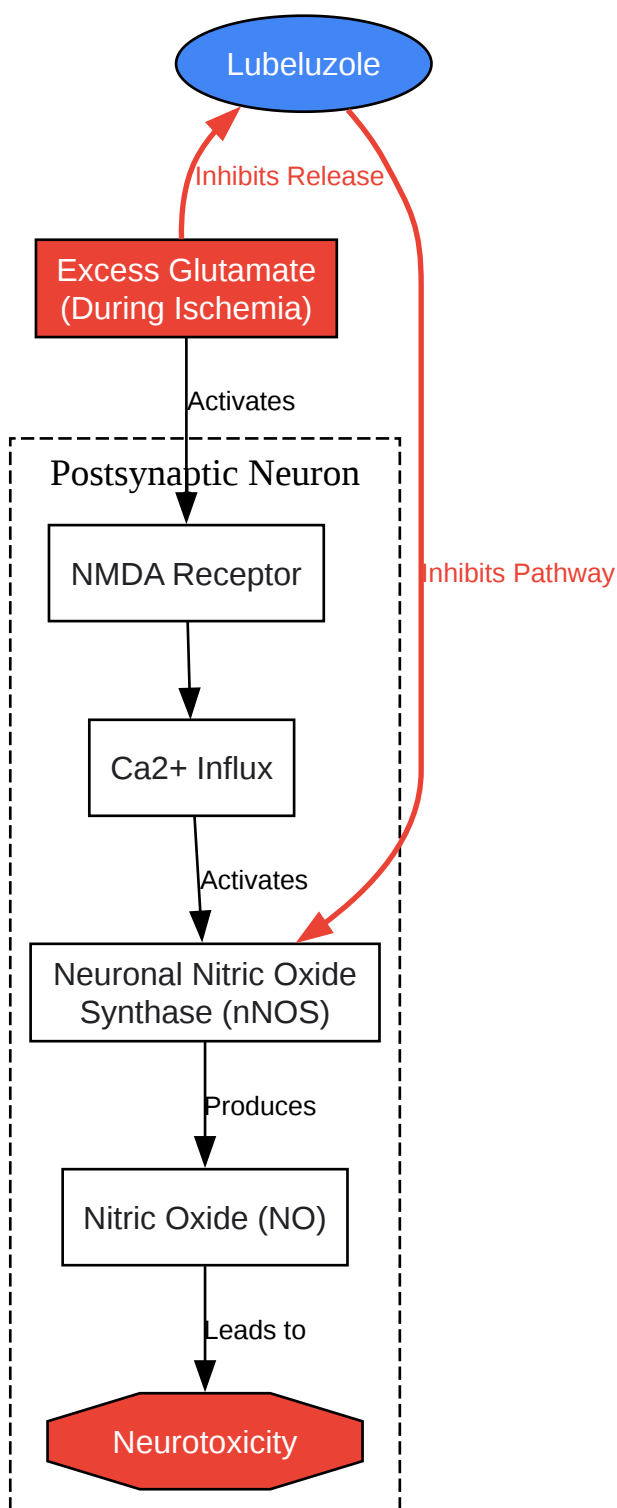 Lubeluzole
Inhibits Release
Excess Glutamate
(During Ischemia)
Activates
Postsynaptic Neuron
NMDA Receptor
Inhibits Pathway
Ca2+ Influx
Activates
Neuronal Nitric Oxide
Synthase (nNOS)
Produces
Nitric Oxide (NO)
Leads to
Neurotoxicity